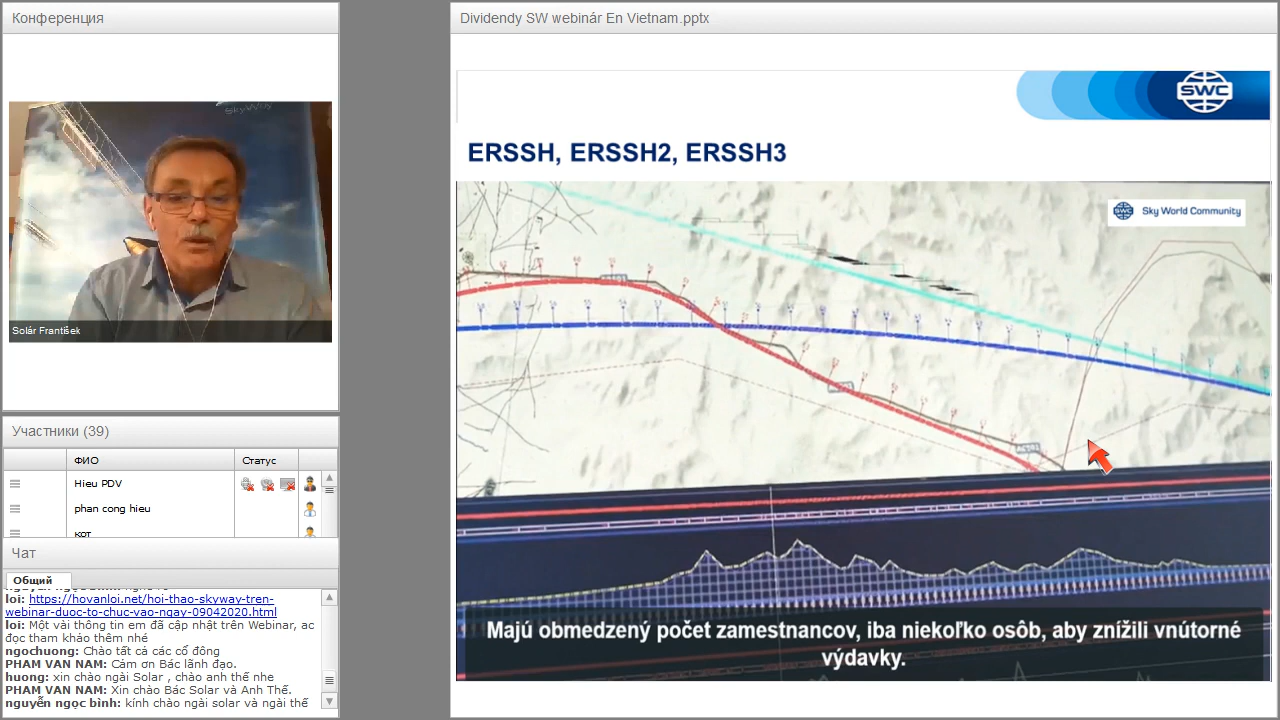 Конференция
SkyWay
Solár František
Участники (39)
ФИО
Статус
Hieu PDV
phan cong hieu
кот
Чат
Общий
loi: https://hovanloi.net/hoi-thao-skyway-tren-
webinar-duoc-to-chuc-vao-ngay-09042020.html
loi: Một vài thông tin em đã cập nhật trên Webinar, ac
đọc tham khảo thêm nhé
ngochuong: Chào tất cả các cổ đông
PHAM VAN NAM: Cảm ơn Bác lãnh đạo.
huong: xin chào ngài Solar , chào anh thế nhe
PHAM VAN NAM: Xin chào Bác Solar và Anh Thế.
nguyễn ngọc bình: kính chào ngài solar và ngài thế
Dividendy SW webinár En Vietnam.pptx
SWC
ERSSH, ERSSH2, ERSSH3
SWC Sky World Community
Majú obmedzený počet zamestnancov, iba niekoľko osôb, aby znížili vnútorné
výdavky.